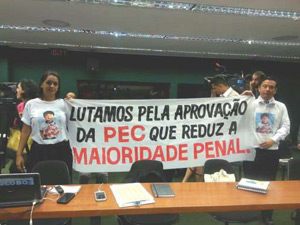 LUTAMOS PELA APROVAÇÃO
DA PEC QUE REDUZ A
MAIORIDADE PENAL.